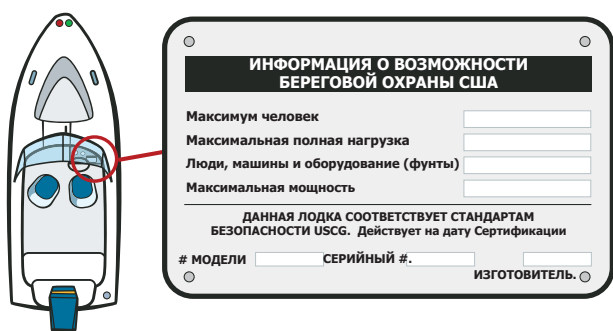 ИНФОРМАЦИЯ О ВОЗМОЖНОСТИ
БЕРЕГОВОЙ ОХРАНЫ США
Максимум человек
Максимальная полная нагрузка
Люди, машины и оборудование (фунты)
Максимальная мощность
ДАННАЯ ЛОДКА СООТВЕТСТВУЕТ СТАНДАРТАМ
БЕЗОПАСНОСТИ USCG. Действует на дату Сертификации
# МОДЕЛИ СЕРИЙНЫЙ #.
ИЗГОТОВИТЕЛЬ.